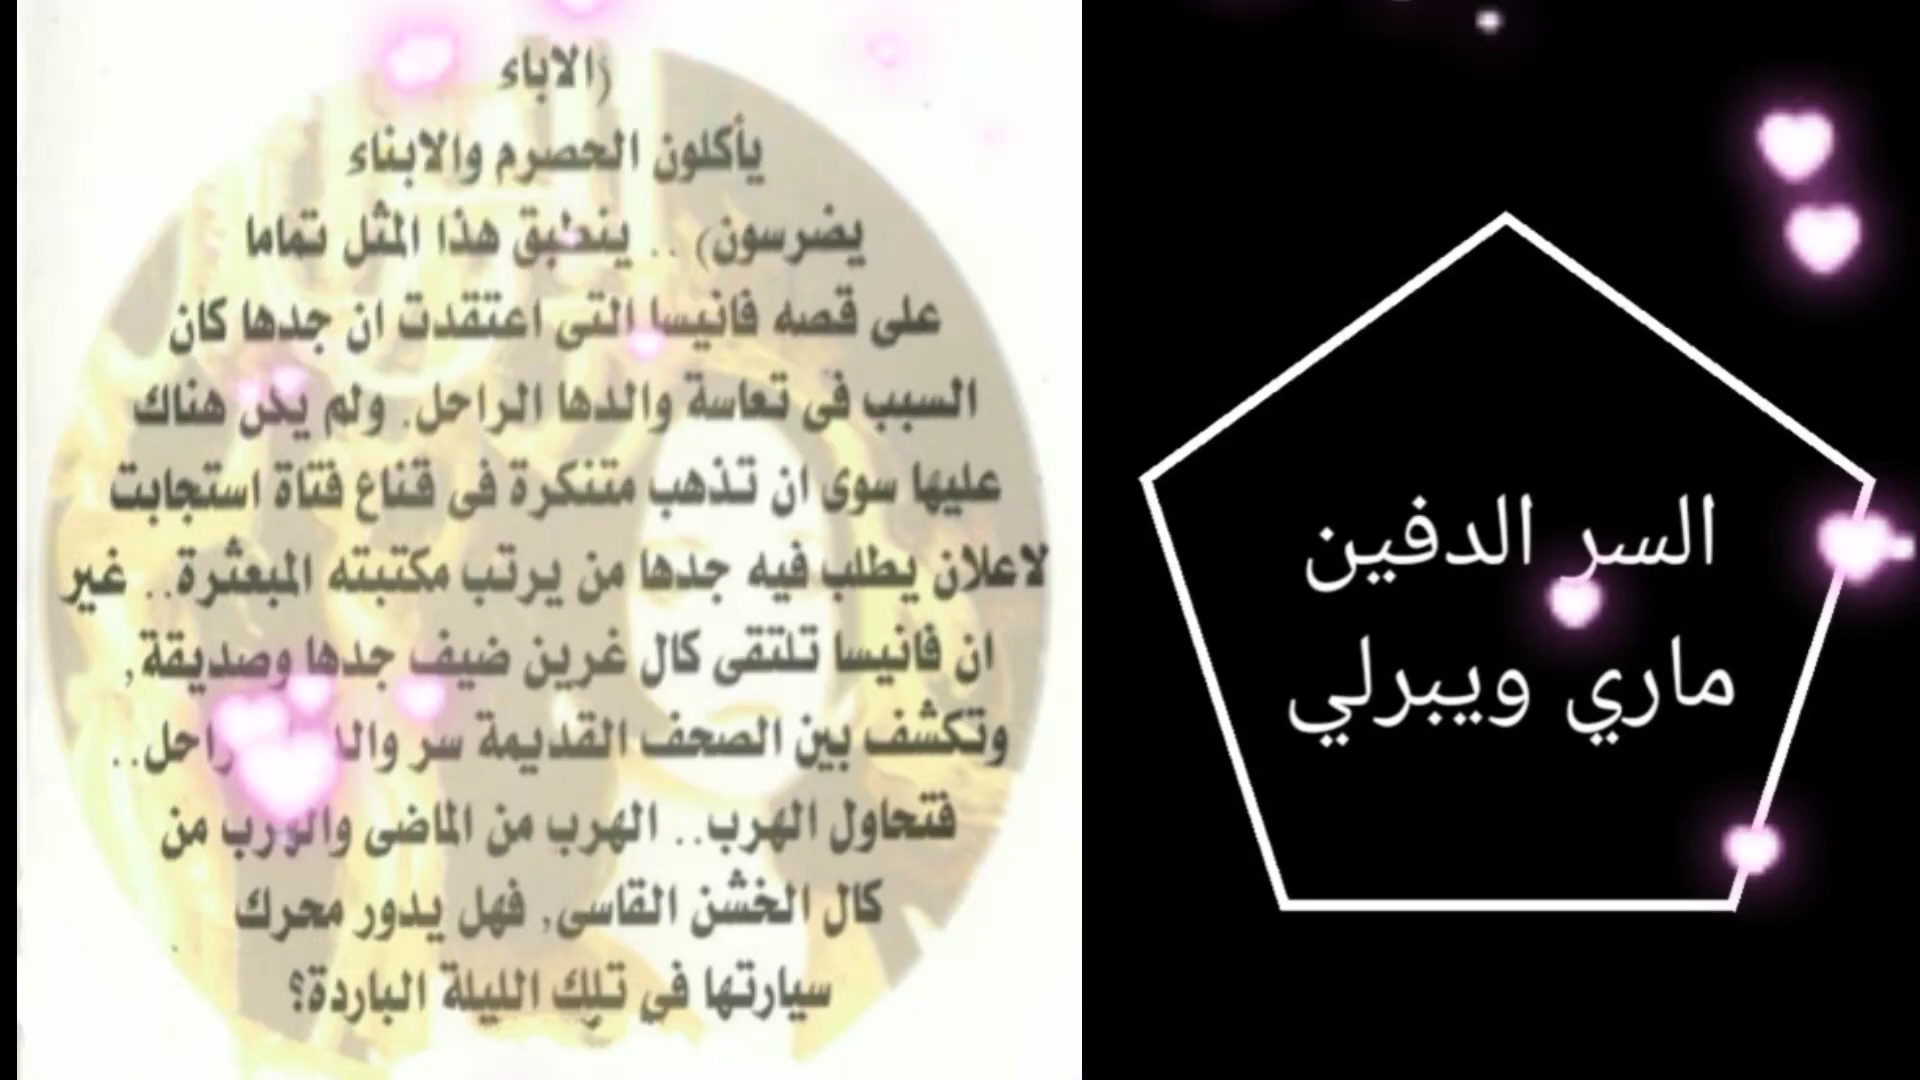 (الاباء
يأكلون الحصرم والابناء
يضرسون) .. ينطبق هذا المثل تماما
على قصه فانيسا التى اعتقدت ان جدها كان
السبب فى تعاسة والدها الراحل. ولم يكن هناك
عليها سوى ان تذهب متنكرة فى قناع فتاة استجابت
لاعلان يطلب فيه جدها من يرتب مكتبته المبعثرة.. غير
ان فانيسا تلتقى كال غرين ضيف جدها وصديقة,
وتكشف بين الصحف القديمة سر
فتحاول الهرب.. الهرب من الماضى والهرب من
كال الخشن القاسى, فهل يدور محرك
سيارتها في تلك الليلة الباردة؟
السر الدفين
ماري ويبرلي